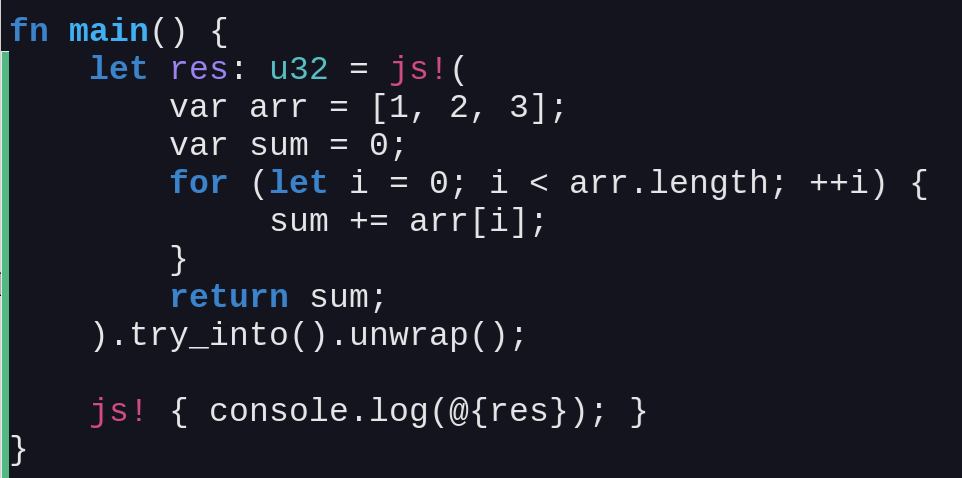 fn main() {
    let res: u32 = js!(
        var arr = [1, 2, 3];
        var sum = 0;
        for (let i = 0; i < arr.length; ++i) {
             sum += arr[i];
        }
        return sum;
    ).try_into().unwrap();

    js! { console.log(@{res}); }
}